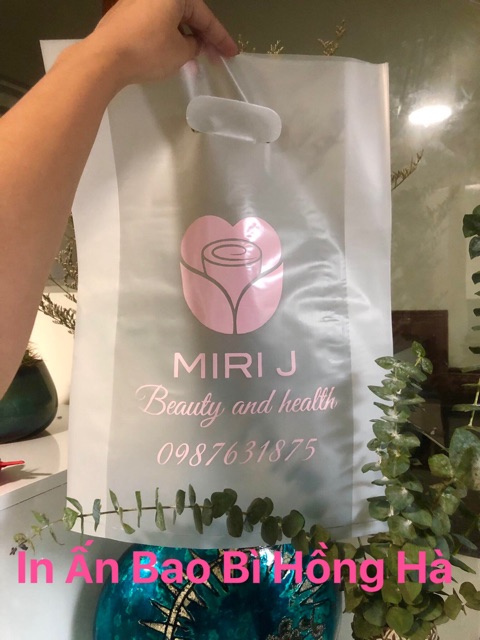 MIRI J
Beauty and health
0987631875
In Ấn Bao Bì Hồng Hà